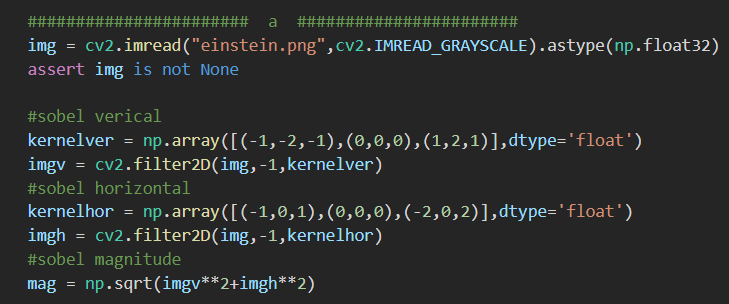 ####################### a #######################
img = cv2.imread("einstein.png",cv2.IMREAD_GRAYSCALE).astype(np.float32)
assert img is not None
#sobel verical
kernelver = np.array([(-1,-2,-1),(0,0,0),(1,2,1)],dtype='float')
imgv = cv2.filter2D(img,-1,kernelver)
#sobel horizontal
kernelhor = np.array([(-1,0,1),(0,0,0),(-2,0,2)],dtype='float')
imgh = cv2.filter2D(img,-1,kernelhor)
#sobel magnitude
mag = np.sqrt(imgv**2+imgh**2)